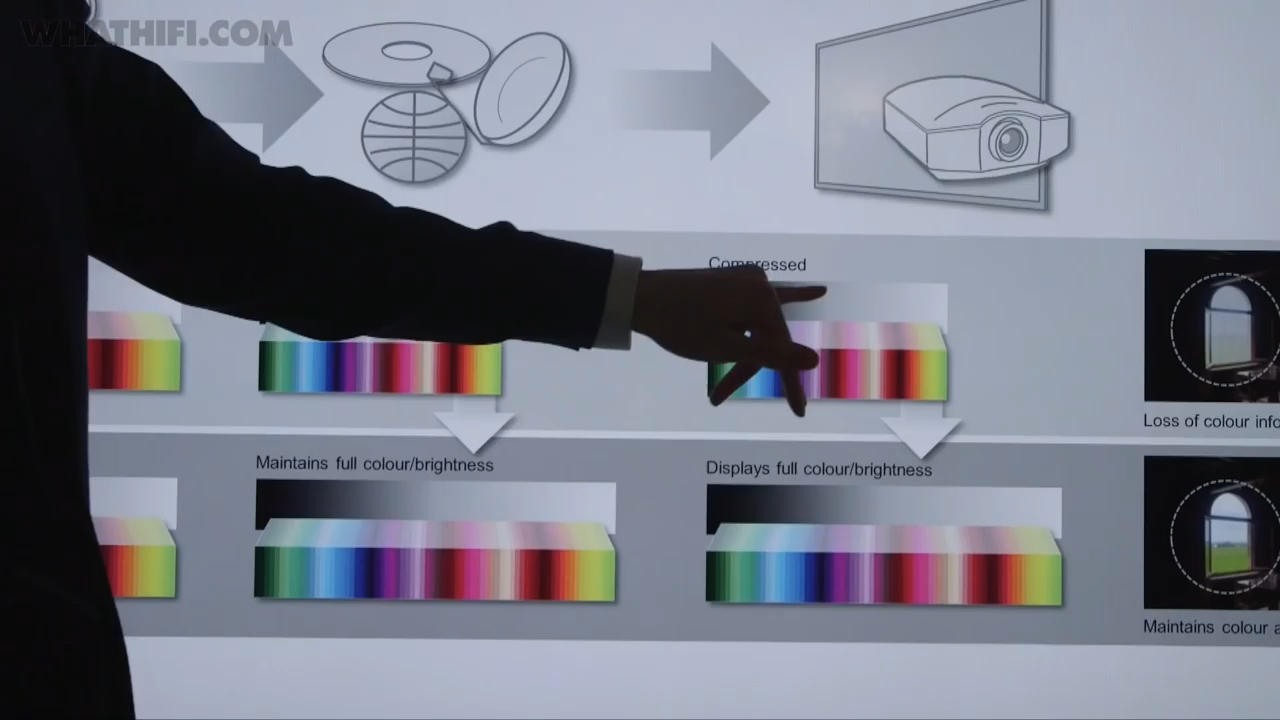 WHATHIFI.COM
Compressed
Loss of colour info
Maintains full colour/brightness
Displays full colour/brightness
Maintains colour a